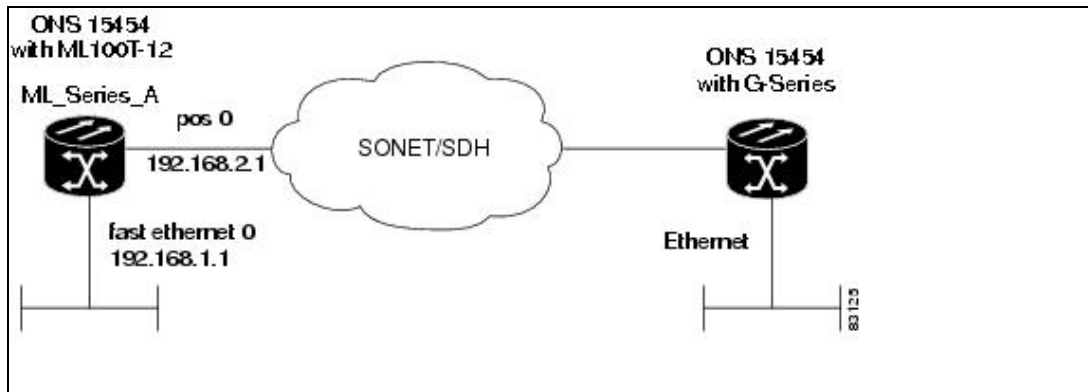 ONS 15454
with ML100T-12
ML_Series_A
pos 0
192.168.2.1
fast ethernet 0
192.168.1.1
SONET/SDH
ONS 15454
with G-Series
Ethernet
83125